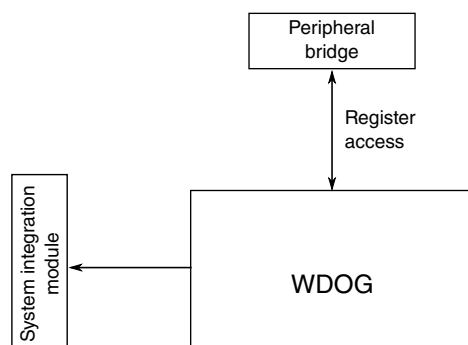 Peripheral
bridge
Register
access
System integration
module
WDOG